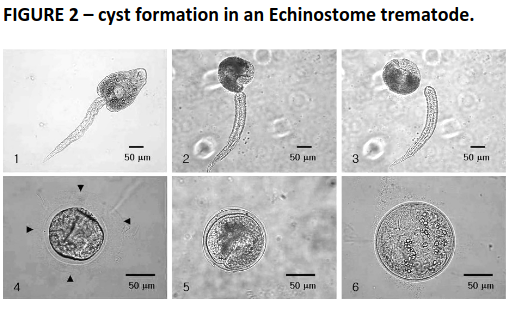 FIGURE 2 – cyst formation in an Echinostome trematode.
1 50 µm
2 50 µm
3 50 µm
4 50 µm
5 50 µm
6 50 µm